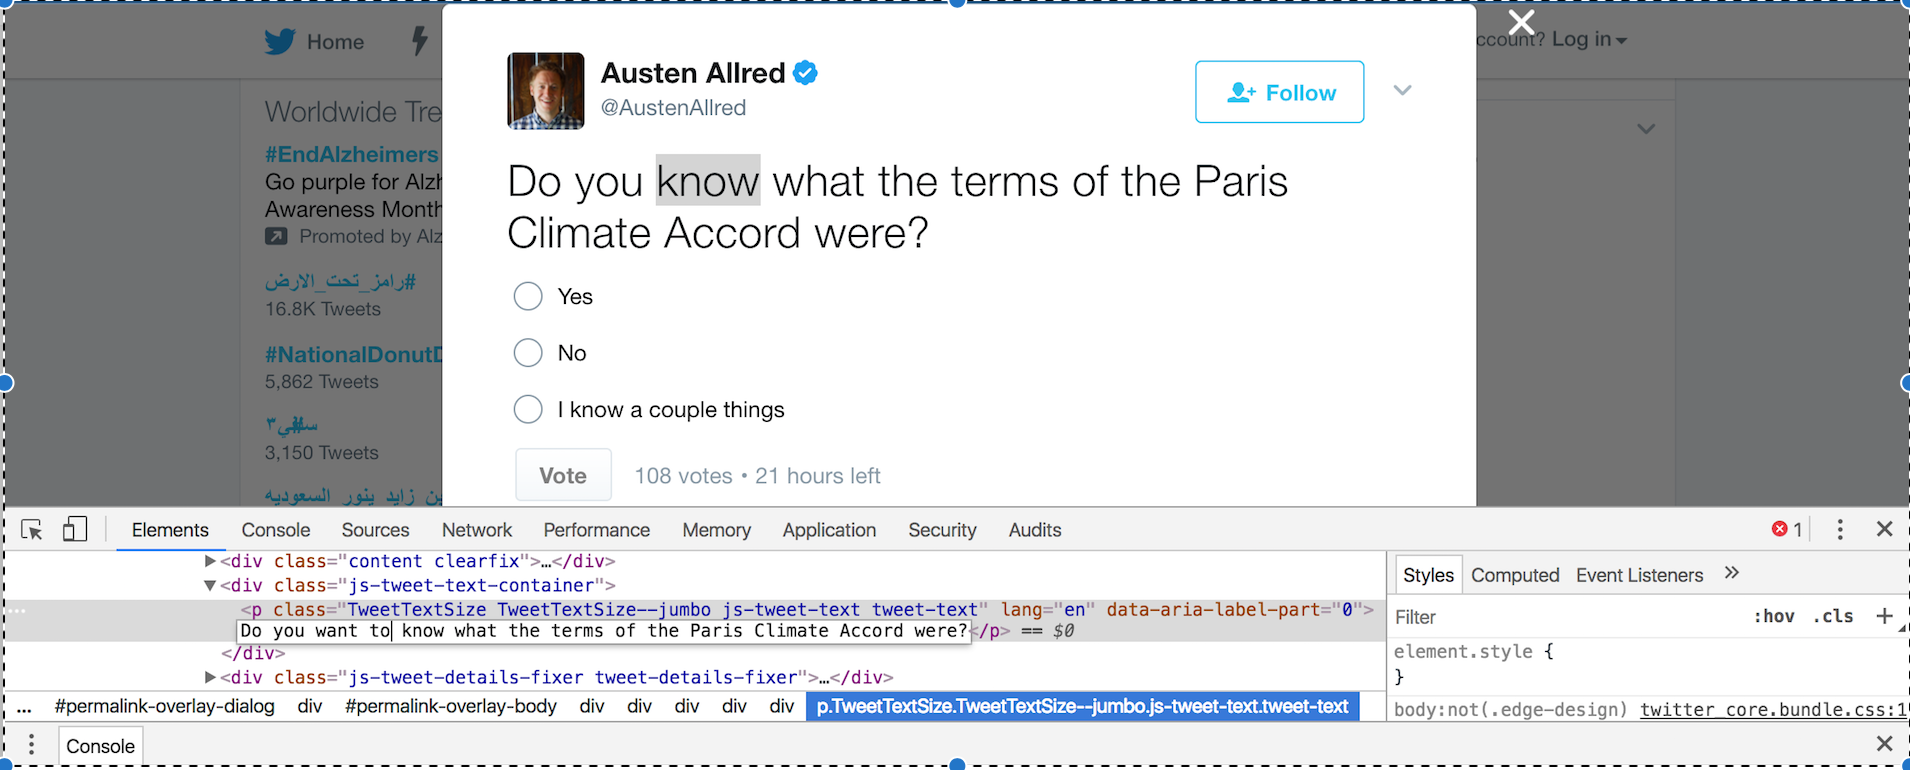 Home
ccount? Log in
Worldwide Tre
#EndAlzheimers
Go purple for Alzh
Awareness Month
Promoted by Alz
#رامز_تحت_الارض
16.8K Tweets
#NationalDonutD
5,862 Tweets
3,150 Tweets
ين زايد ينور السعوديه
Austen Allred
@AustenAllred
Follow
Do you know what the terms of the Paris
Climate Accord were?
Yes
No
I know a couple things
Vote
108 votes • 21 hours left
Elements Console Sources Network Performance Memory Application Security Audits
1
<div class="content clearfix">…</div>
<div class="js-tweet-text-container">
<p class="TweetTextSize TweetTextSize--jumbo js-tweet-text tweet-text" lang="en" data-aria-label-part="0">
Do you want to know what the terms of the Paris Climate Accord were?</p> == $0
</div>
<div class="js-tweet-details-fixer tweet-details-fixer">…</div>
... #permalink-overlay-dialog div #permalink-overlay-body div div div div div p.TweetTextSize.TweetTextSize--jumbo.js-tweet-text.tweet-text
Styles Computed Event Listeners »
Filter :hov .cls +
element.style {
}
body:not(.edge-design) twitter_core.bundle.css:1
Console